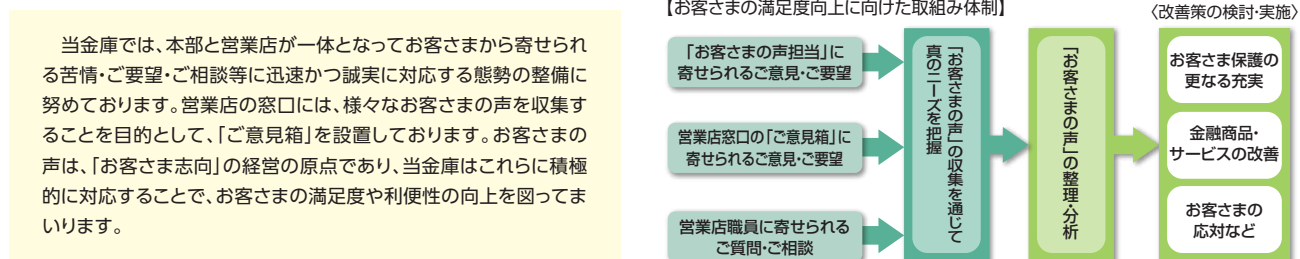 当金庫では、本部と営業店が一体となってお客さまから寄せられ
る苦情・ご要望・ご相談等に迅速かつ誠実に対応する態勢の整備に
努めております。営業店の窓口には、様々なお客さまの声を収集す
ることを目的として、「ご意見箱」を設置しております。お客さまの
声は、「お客さま志向」の経営の原点であり、当金庫はこれらに積極
的に対応することで、お客さまの満足度や利便性の向上を図ってま
いります。
【お客さまの満足度向上に向けた取組み体制】
「お客さまの声担当」に
寄せられるご意見・ご要望
営業店窓口の「ご意見箱」に
寄せられるご意見・ご要望
営業店職員に寄せられる
ご質問・ご相談
「お客さまの声」の収集を通じて
真のニーズを把握
「お客さまの声」の整理・分析
〈改善策の検討・実施〉
お客さま保護の
更なる充実
金融商品・
サービスの改善
お客さまの
応対など